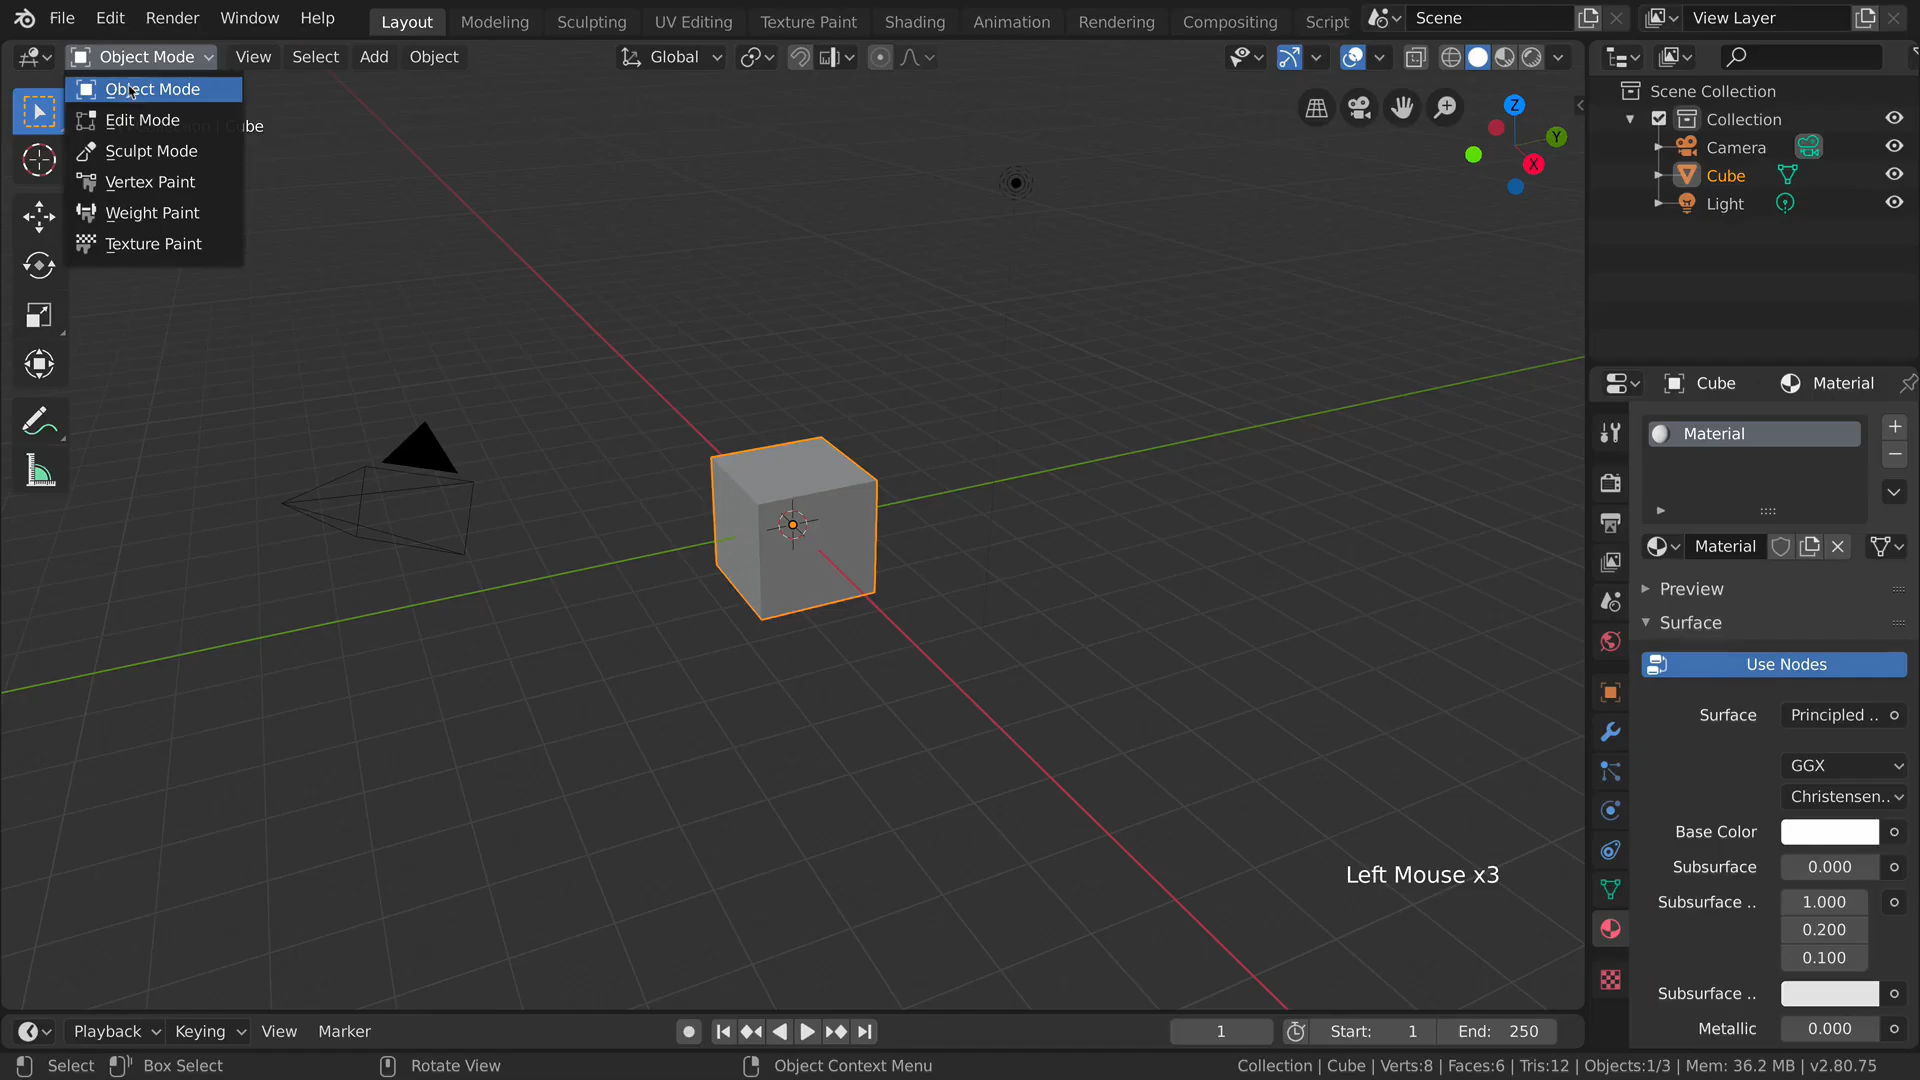 File Edit Render Window Help Layout Modeling Sculpting UV Editing Texture Paint Shading Animation Rendering Compositing Script Scene View Layer
Object Mode View Select Add Object Global
Object Mode
Edit Mode
Sculpt Mode
Vertex Paint
Weight Paint
Texture Paint
Cube
Z
Y
X
Scene Collection
Collection
Camera
Cube
Light
Cube Material
Material
Material
Preview
Surface
Use Nodes
Surface Principled ..
GGX
Christensen..
Base Color
Subsurface 0.000
Subsurface .. 1.000
0.200
0.100
Subsurface ..
Metallic 0.000
Left Mouse x3
Playback Keying View Marker 1 Start: 1 End: 250
Select Box Select Rotate View Object Context Menu Collection | Cube | Verts:8 | Faces:6 | Tris:12 | Objects:1/3 | Mem: 36.2 MB | v2.80.75